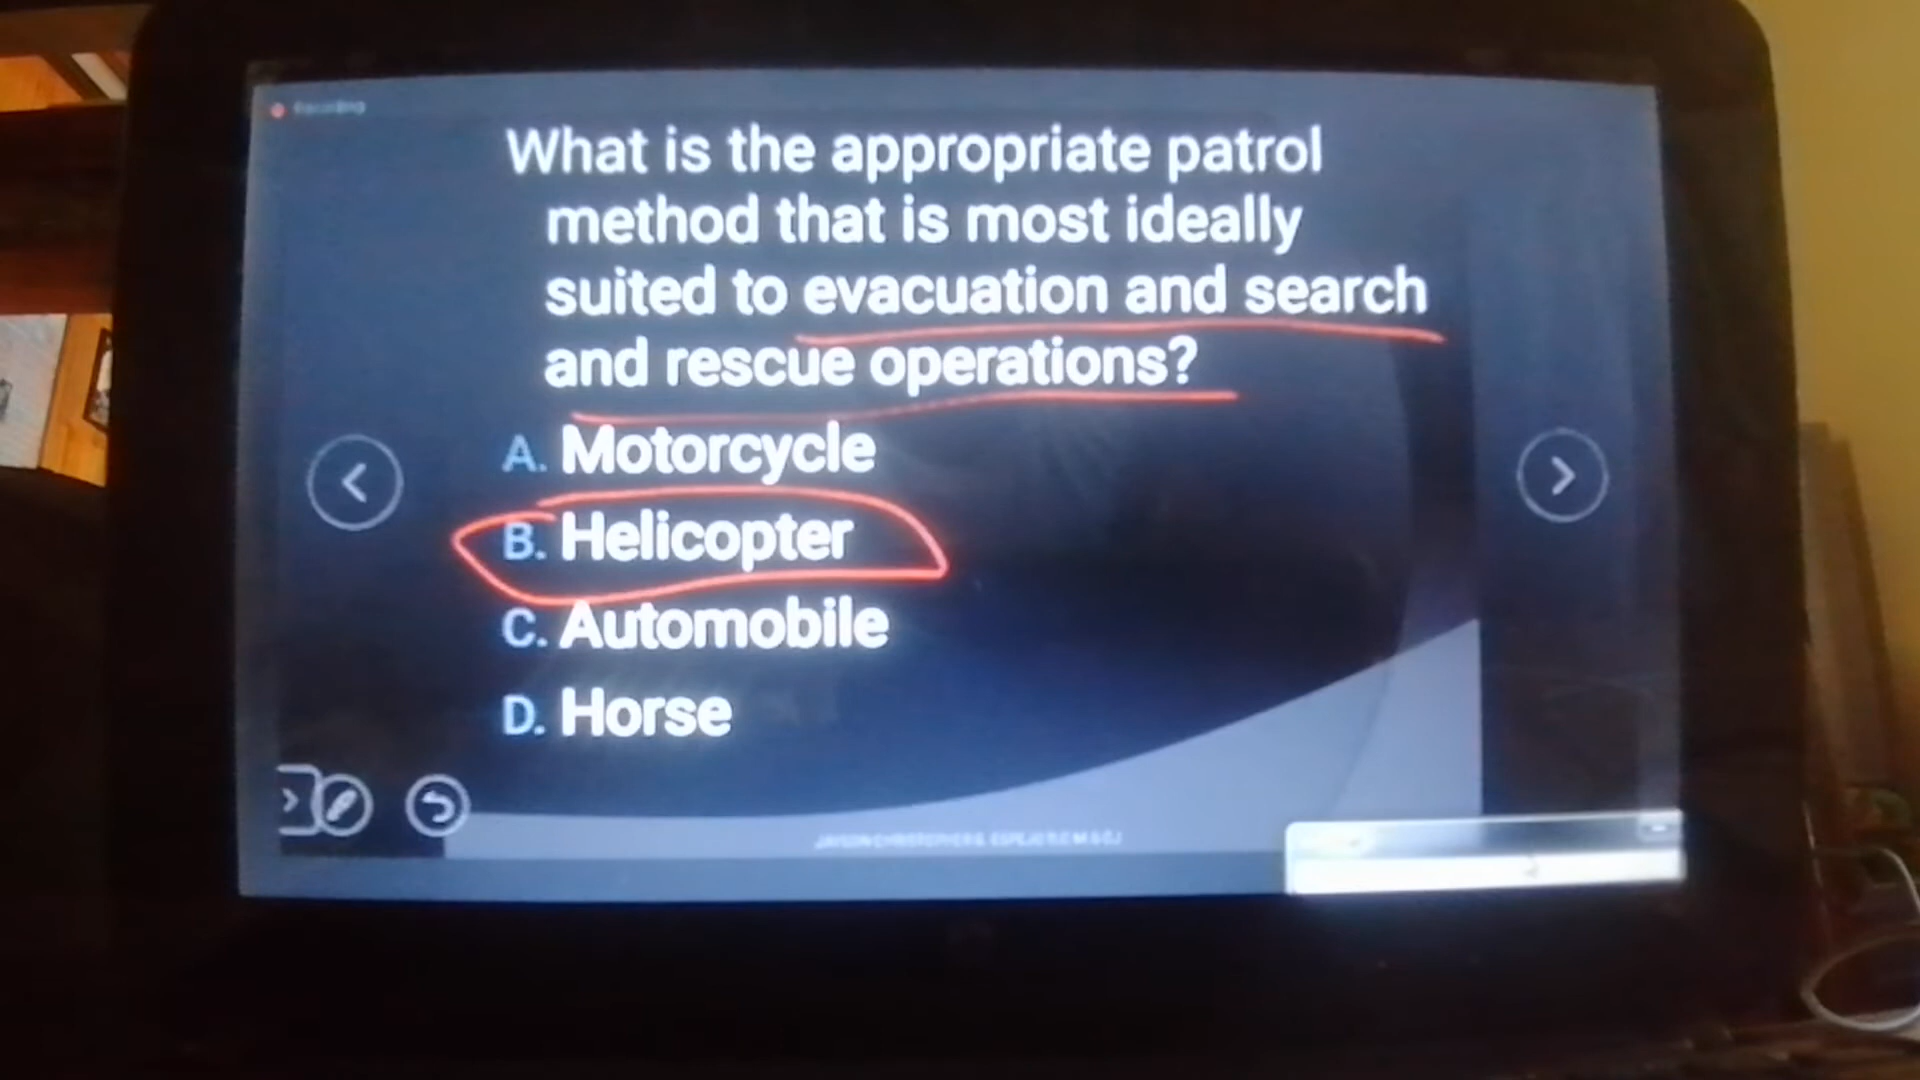 Recording
What is the appropriate patrol
method that is most ideally
suited to evacuation and search
and rescue operations?
A. Motorcycle
B. Helicopter
C. Automobile
D. Horse